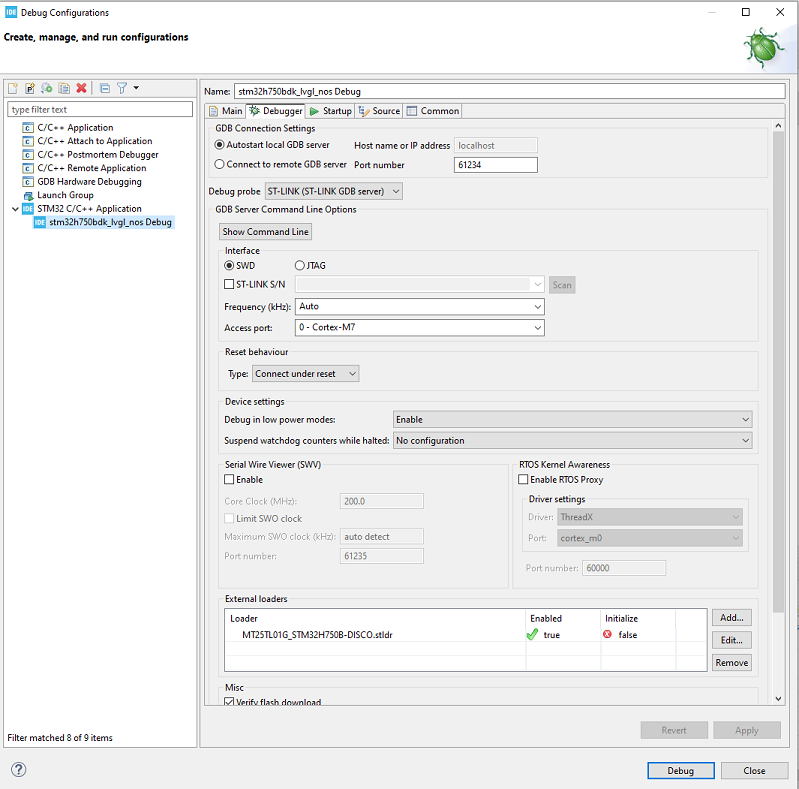 IDE Debug Configurations
Create, manage, and run configurations
type filter text
C/C++ Application
C/C++ Attach to Application
C/C++ Postmortem Debugger
C/C++ Remote Application
GDB Hardware Debugging
Launch Group
IDE STM32 C/C++ Application
IDE stm32h750bdk_lvgl_nos Debug
Filter matched 8 of 9 items
Name: stm32h750bdk_lvgl_nos Debug
Main Debugger Startup Source Common
GDB Connection Settings
Autostart local GDB server Host name or IP address localhost
Connect to remote GDB server Port number 61234
Debug probe ST-LINK (ST-LINK GDB server)
GDB Server Command Line Options
Show Command Line
Interface
SWD JTAG
ST-LINK S/N Scan
Frequency (kHz): Auto
Access port: 0 - Cortex-M7
Reset behaviour
Type: Connect under reset
Device settings
Debug in low power modes: Enable
Suspend watchdog counters while halted: No configuration
Serial Wire Viewer (SWV)
Enable
Core Clock (MHz): 200.0
Limit SWO clock
Maximum SWO clock (kHz): auto detect
Port number: 61235
RTOS Kernel Awareness
Enable RTOS Proxy
Driver settings
Driver: ThreadX
Port: cortex_m0
Port number: 60000
External loaders
Loader Enabled Initialize
MT25TL01G_STM32H750B-DISCO.stldr true false
Add...
Edit...
Remove
Misc
Verify flash download
Revert Apply
? Debug Close